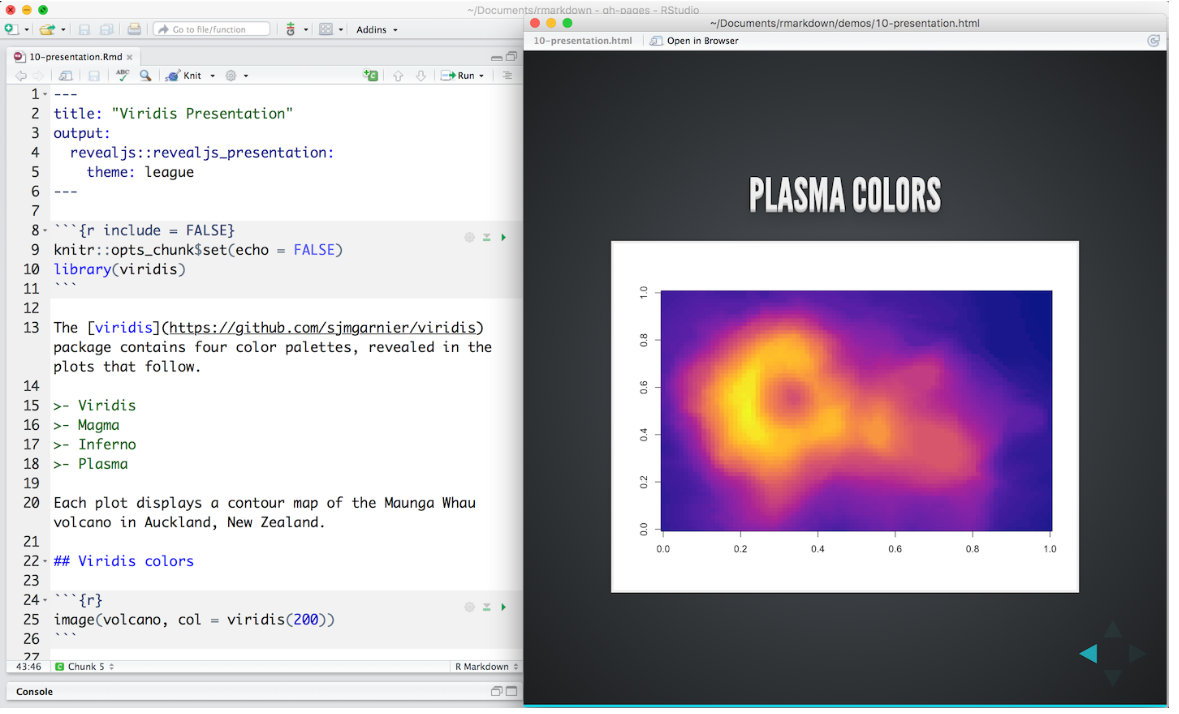 ~/Documents/rmarkdown - gh-pages - RStudio
Go to file/function
Addins
10-presentation.Rmd
ABC
Knit
Run
1 ---
2 title: "Viridis Presentation"
3 output:
4 revealjs::revealjs_presentation:
5 theme: league
6 ---
7
8 ```{r include = FALSE}
9 knitr::opts_chunk$set(echo = FALSE)
10 library(viridis)
11 ```
12
13 The [viridis](https://github.com/sjmgarnier/viridis)
package contains four color palettes, revealed in the
plots that follow.
14
15 >- Viridis
16 >- Magma
17 >- Inferno
18 >- Plasma
19
20 Each plot displays a contour map of the Maunga Whau
volcano in Auckland, New Zealand.
21
22 ## Viridis colors
23
24 ```{r}
25 image(volcano, col = viridis(200))
26 ```
27
43:46
C Chunk 5
R Markdown
Console
~/Documents/rmarkdown/demos/10-presentation.html
10-presentation.html
Open in Browser
PLASMA COLORS
1.0
0.8
0.6
0.4
0.2
0.0
0.0 0.2 0.4 0.6 0.8 1.0